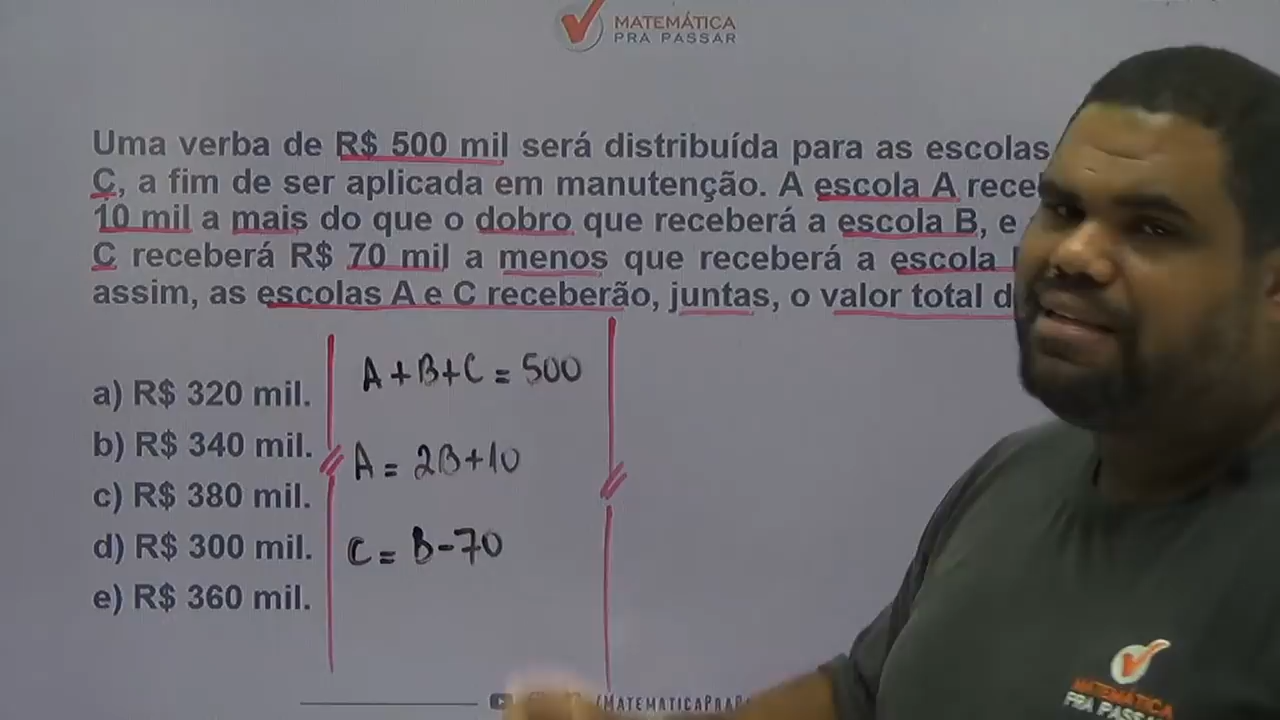 MATEMÁTICA
PRA PASSAR
Uma verba de R$ 500 mil será distribuída para as escolas
C, a fim de ser aplicada em manutenção. A escola A
10 mil a mais do que o dobro que receberá a escola B, e
C receberá R$ 70 mil a menos que receberá a escola
assim, as escolas A e C receberão, juntas, o valor total
a) R$ 320 mil.
b) R$ 340 mil.
c) R$ 380 mil.
d) R$ 300 mil.
e) R$ 360 mil.
A+B+C = 500
A = 2B+10
C = B-70
MATEMÁTICA
PRA